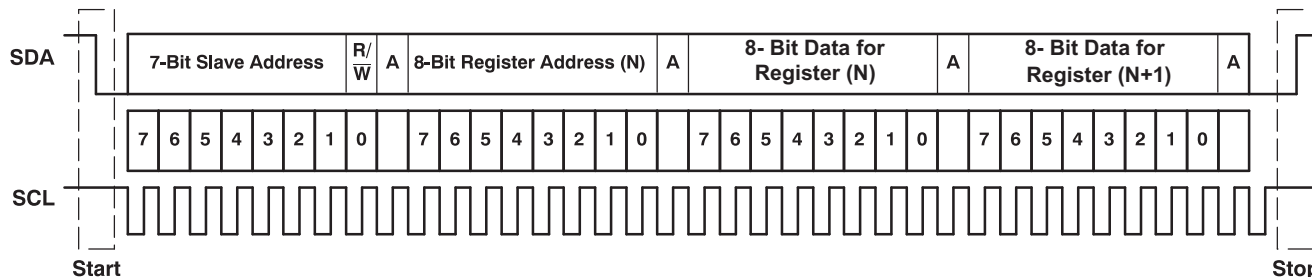 SDA
7-Bit Slave Address
R/
W
A
8-Bit Register Address (N)
A
8- Bit Data for
Register (N)
A
8- Bit Data for
Register (N+1)
A
7 6 5 4 3 2 1 0 7 6 5 4 3 2 1 0 7 6 5 4 3 2 1 0 7 6 5 4 3 2 1 0
SCL
Start
Stop